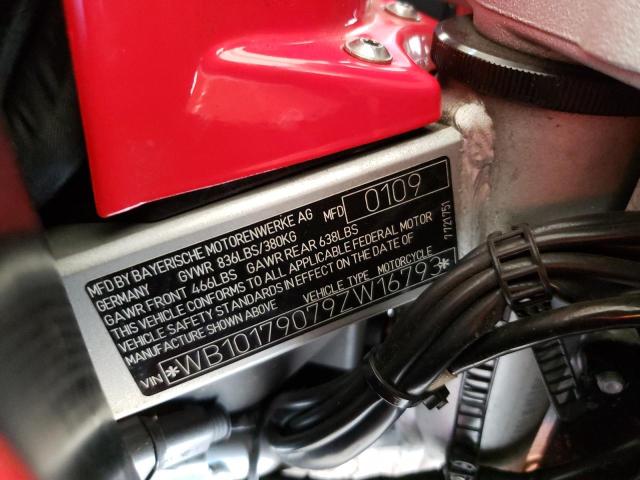 MFD BY BAYERISCHE MOTORENWERKE AG MFD 0109
GERMANY GVWR 836LBS/380KG
GAWR FRONT 466LBS GAWR REAR 638LBS
THIS VEHICLE CONFORMS TO ALL APPLICABLE FEDERAL MOTOR
VEHICLE SAFETY STANDARDS IN EFFECT ON THE DATE OF
MANUFACTURE SHOWN ABOVE VEHICLE TYPE MOTORCYCLE
VIN *WB10179079ZW16793*
7721751